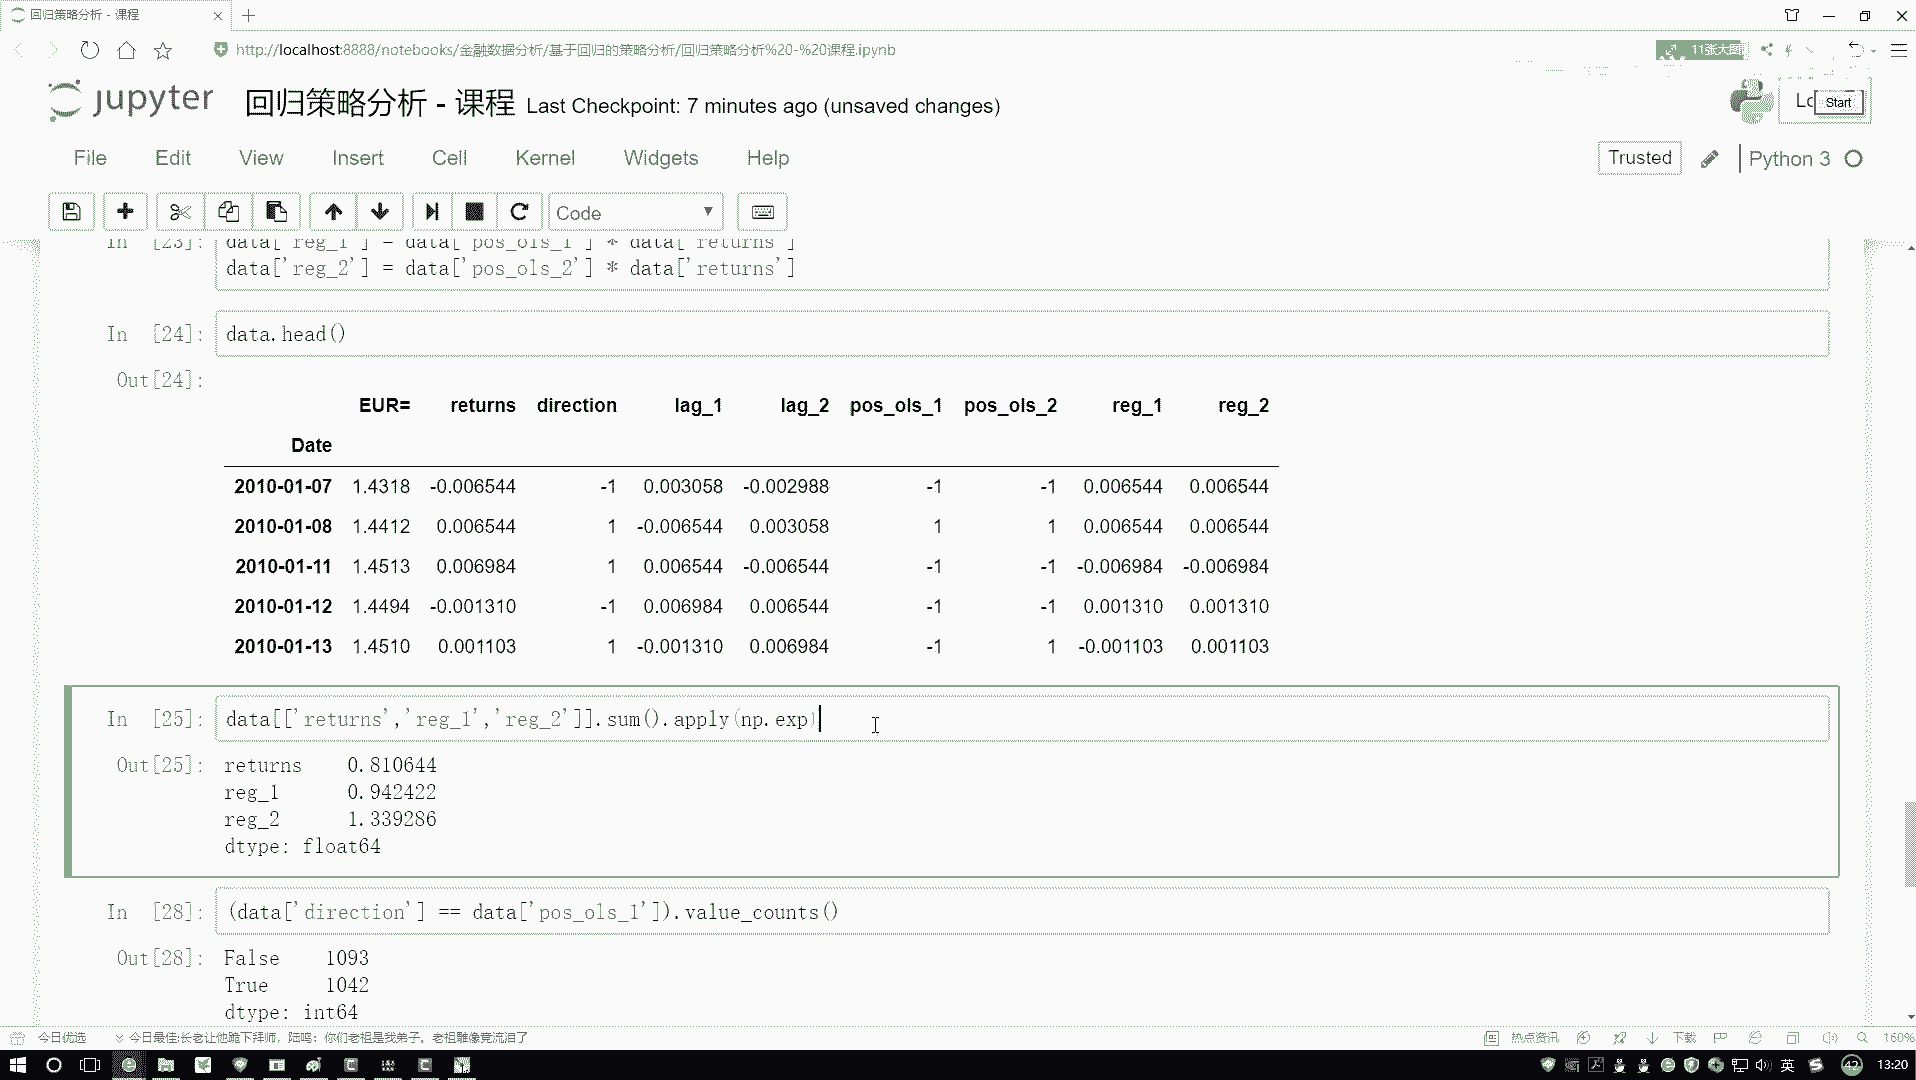 回归策略分析 - 课程
http://localhost:8888/notebooks/金融数据分析/基于回归的策略分析/回归策略分析%20-%20课程.ipynb
11张大图
jupyter 回归策略分析 - 课程 Last Checkpoint: 7 minutes ago (unsaved changes)
Start
File Edit View Insert Cell Kernel Widgets Help
Trusted Python 3
Code
In [23]: data['reg_1'] = data['pos_ols_1'] * data['returns']
data['reg_2'] = data['pos_ols_2'] * data['returns']
In [24]: data.head()
Out[24]:
EUR= returns direction lag_1 lag_2 pos_ols_1 pos_ols_2 reg_1 reg_2
Date
2010-01-07 1.4318 -0.006544 -1 0.003058 -0.002988 -1 -1 0.006544 0.006544
2010-01-08 1.4412 0.006544 1 -0.006544 0.003058 1 1 0.006544 0.006544
2010-01-11 1.4513 0.006984 1 0.006544 -0.006544 -1 -1 -0.006984 -0.006984
2010-01-12 1.4494 -0.001310 -1 0.006984 0.006544 -1 -1 0.001310 0.001310
2010-01-13 1.4510 0.001103 1 -0.001310 0.006984 -1 1 -0.001103 0.001103
In [25]: data[['returns','reg_1','reg_2']].sum().apply(np.exp)
Out[25]: returns 0.810644
reg_1 0.942422
reg_2 1.339286
dtype: float64
In [28]: (data['direction'] == data['pos_ols_1']).value_counts()
Out[28]: False 1093
True 1042
dtype: int64
今日优选 今日最佳:长老让他跪下拜师，陆鸣：你们老祖是我弟子。老祖雕像竟流泪了
热点资讯 下载 160%
英 42 13:20